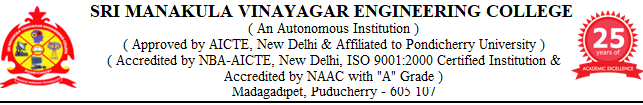 SRI MANAKULA VINAYAGAR ENGINEERING COLLEGE
( An Autonomous Institution )
( Approved by AICTE, New Delhi & Affiliated to Pondicherry University )
( Accredited by NBA-AICTE, New Delhi, ISO 9001:2000 Certified Institution &
Accredited by NAAC with "A" Grade )
Madagadipet, Puducherry - 605 107
25
years of
ACADEMIC EXCELLENCE